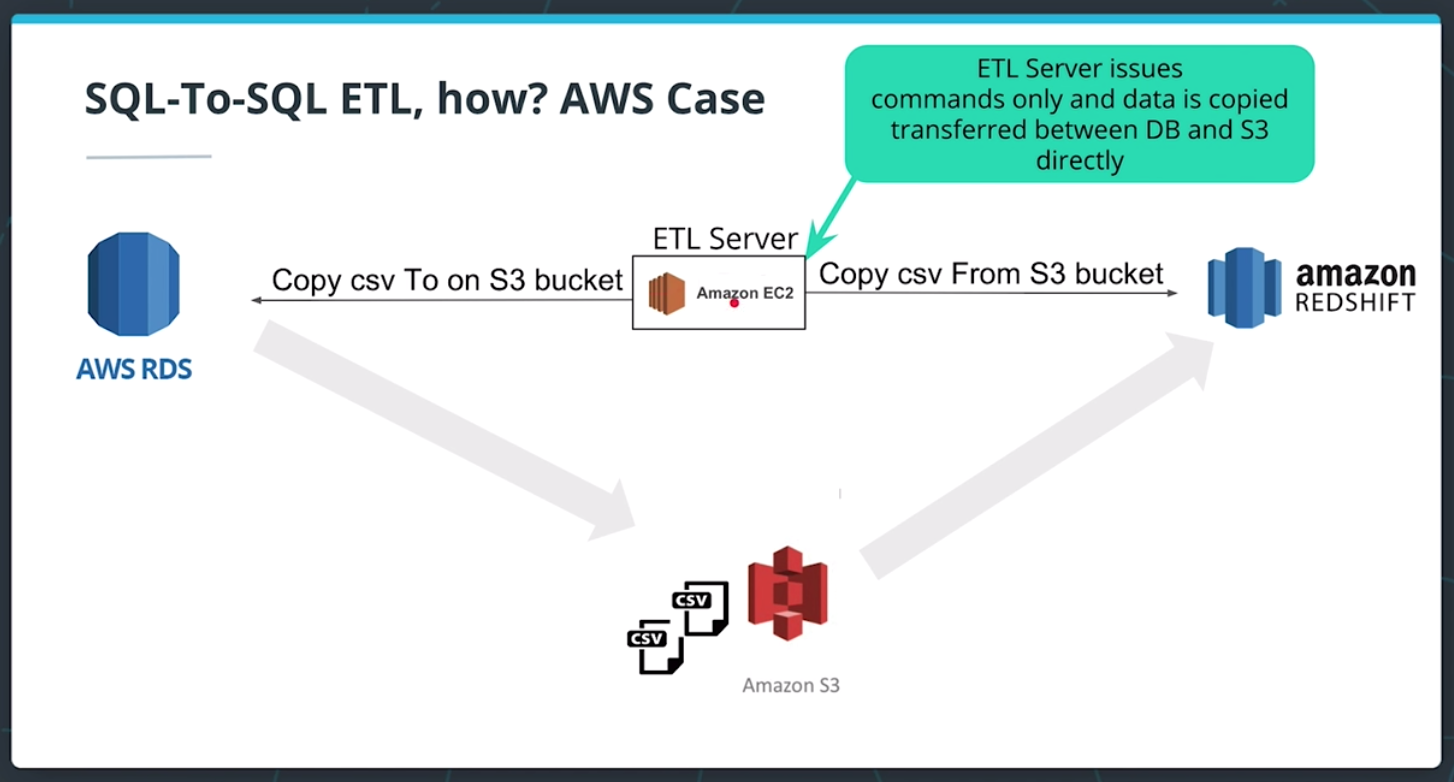 SQL-To-SQL ETL, how? AWS Case
ETL Server issues
commands only and data is copied
transferred between DB and S3
directly
ETL Server
Copy csv To on S3 bucket
Amazon EC2
Copy csv From S3 bucket
amazon
REDSHIFT
AWS RDS
CSV
CSV
Amazon S3